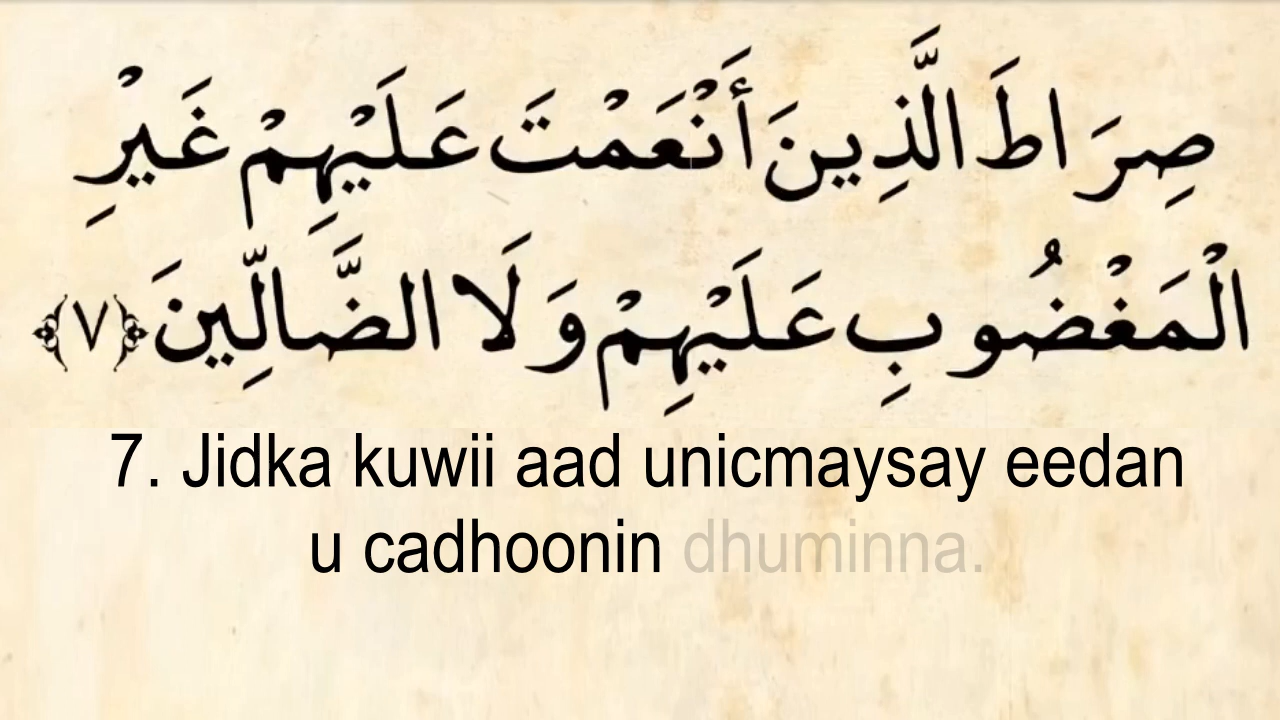 صِرَاطَ الَّذِينَ أَنْعَمْتَ عَلَيْهِمْ غَيْرِ
الْمَغْضُوبِ عَلَيْهِمْ وَلَا الضَّالِّينَ ﴿٧﴾
7. Jidka kuwii aad unicmaysay eedan
u cadhoonin dhuminna.